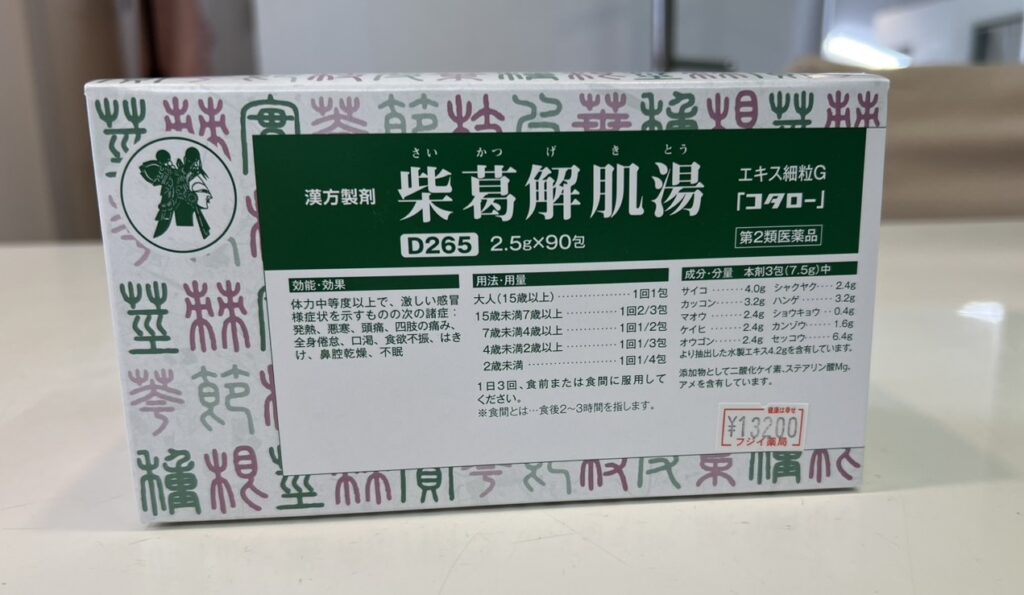 さいかつげきとう
漢方製剤
柴葛解肌湯
エキス細粒G
「コタロー」
D265 2.5g×90包
第2類医薬品
効能・効果
体力中等度以上で、激しい感冒
様症状を示すものの次の諸症：
発熱、悪寒、頭痛、四肢の痛み、
全身倦怠、口渇、食欲不振、はき
け、鼻腔乾燥、不眠
用法・用量
大人(15歳以上)……………1回1包
15歳未満7歳以上……………1回2/3包
7歳未満4歳以上……………1回1/2包
4歳未満2歳以上……………1回1/3包
2歳未満……………1回1/4包
1日3回、食前または食間に服用して
ください。
※食間とは…食後2～3時間を指します。
成分・分量 本剤3包(7.5g)中
サイコ……4.0g シャクヤク…2.4g
カッコン……3.2g ハンゲ……3.2g
マオウ……2.4g ショウキョウ…0.4g
ケイヒ……2.4g カンゾウ……1.6g
オウゴン……2.4g セッコウ……6.4g
より抽出した水製エキス4.2gを含有しています。
添加物として二酸化ケイ素、ステアリン酸Mg、
アメを含有しています。
健康は幸せ
¥13200
フジイ薬局